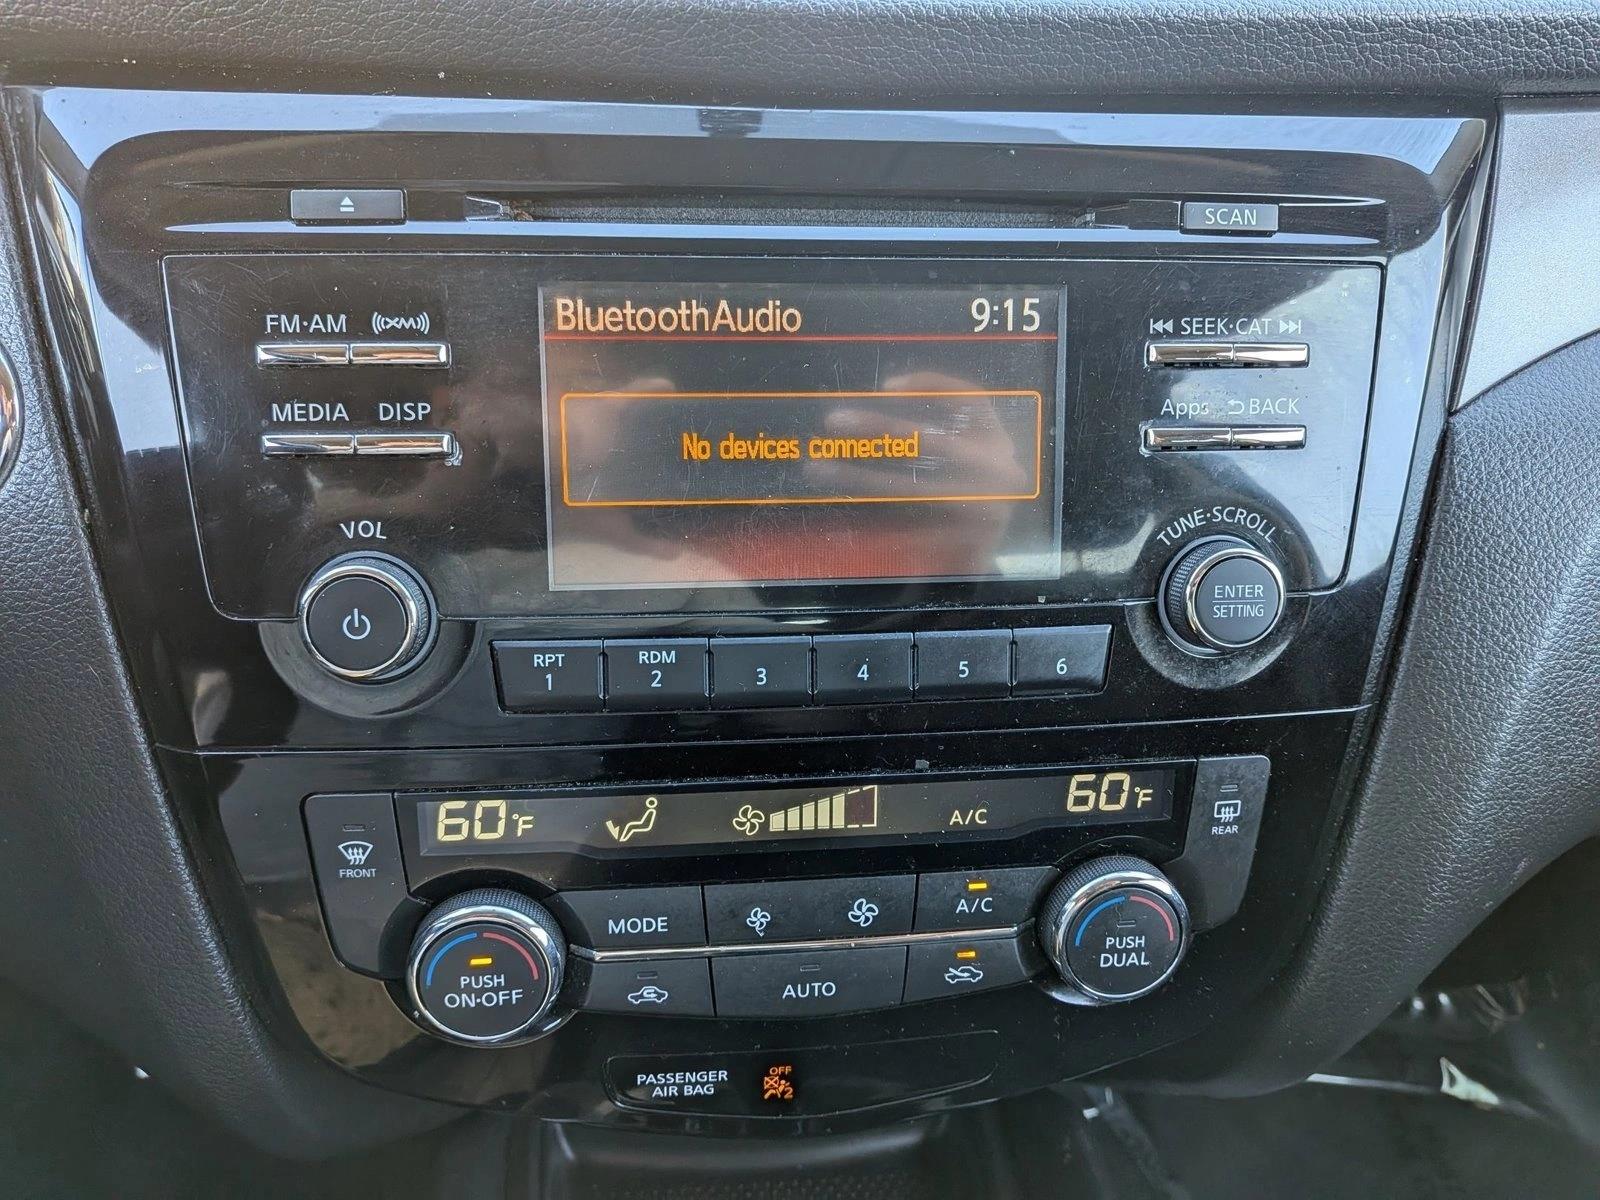 SCAN
FM·AM XM
BluetoothAudio 9:15
SEEK·CAT
MEDIA DISP
Apps BACK
No devices connected
VOL
TUNE·SCROLL
ENTER
SETTING
RPT
1
RDM
2
3
4
5
6
60°F
A/C
60°F
FRONT
REAR
MODE
A/C
PUSH
ON·OFF
AUTO
PUSH
DUAL
PASSENGER
AIR BAG
OFF
2